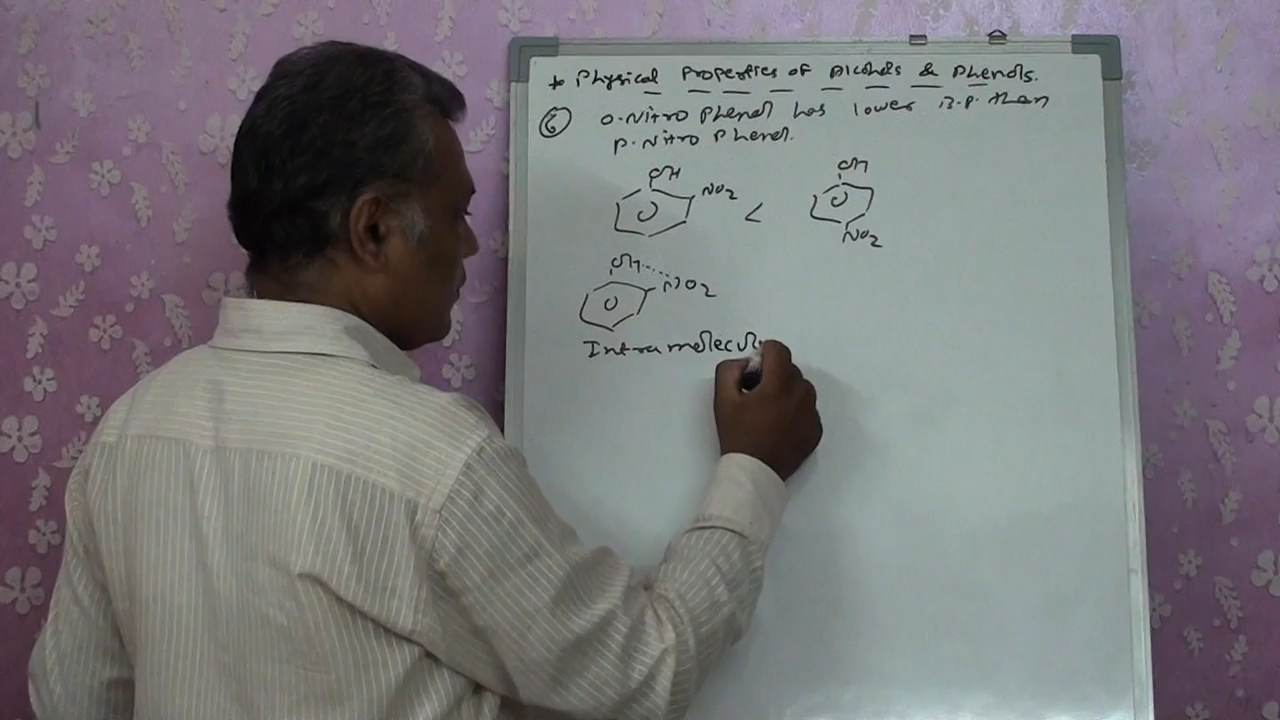 * Physical Properties of Alcohols & Phenols.
6 O-Nitro Phenol has lower B.P. than
P-Nitro Phenol.
OH OH
NO2 <
NO2
OH
NO2
Intramolecul